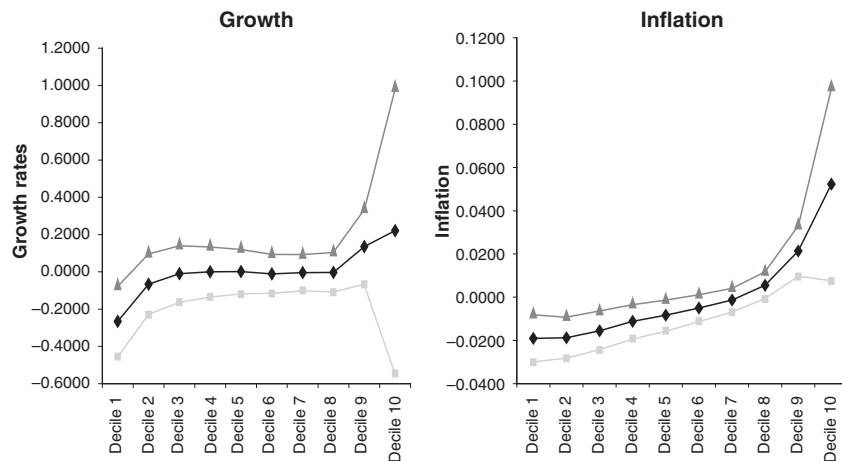 Growth
1.2000
1.0000
0.8000
0.6000
0.4000
0.2000
0.0000
–0.2000
–0.4000
–0.6000
Growth rates
Decile 1
Decile 2
Decile 3
Decile 4
Decile 5
Decile 6
Decile 7
Decile 8
Decile 9
Decile 10
Inflation
0.1200
0.1000
0.0800
0.0600
0.0400
0.0200
0.0000
–0.0200
–0.0400
Inflation
Decile 1
Decile 2
Decile 3
Decile 4
Decile 5
Decile 6
Decile 7
Decile 8
Decile 9
Decile 10